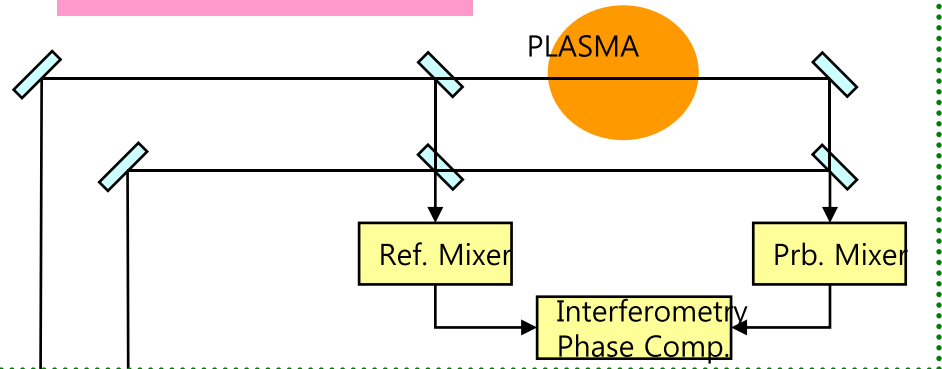 PLASMA
Ref. Mixer
Prb. Mixer
Interferometry
Phase Comp.